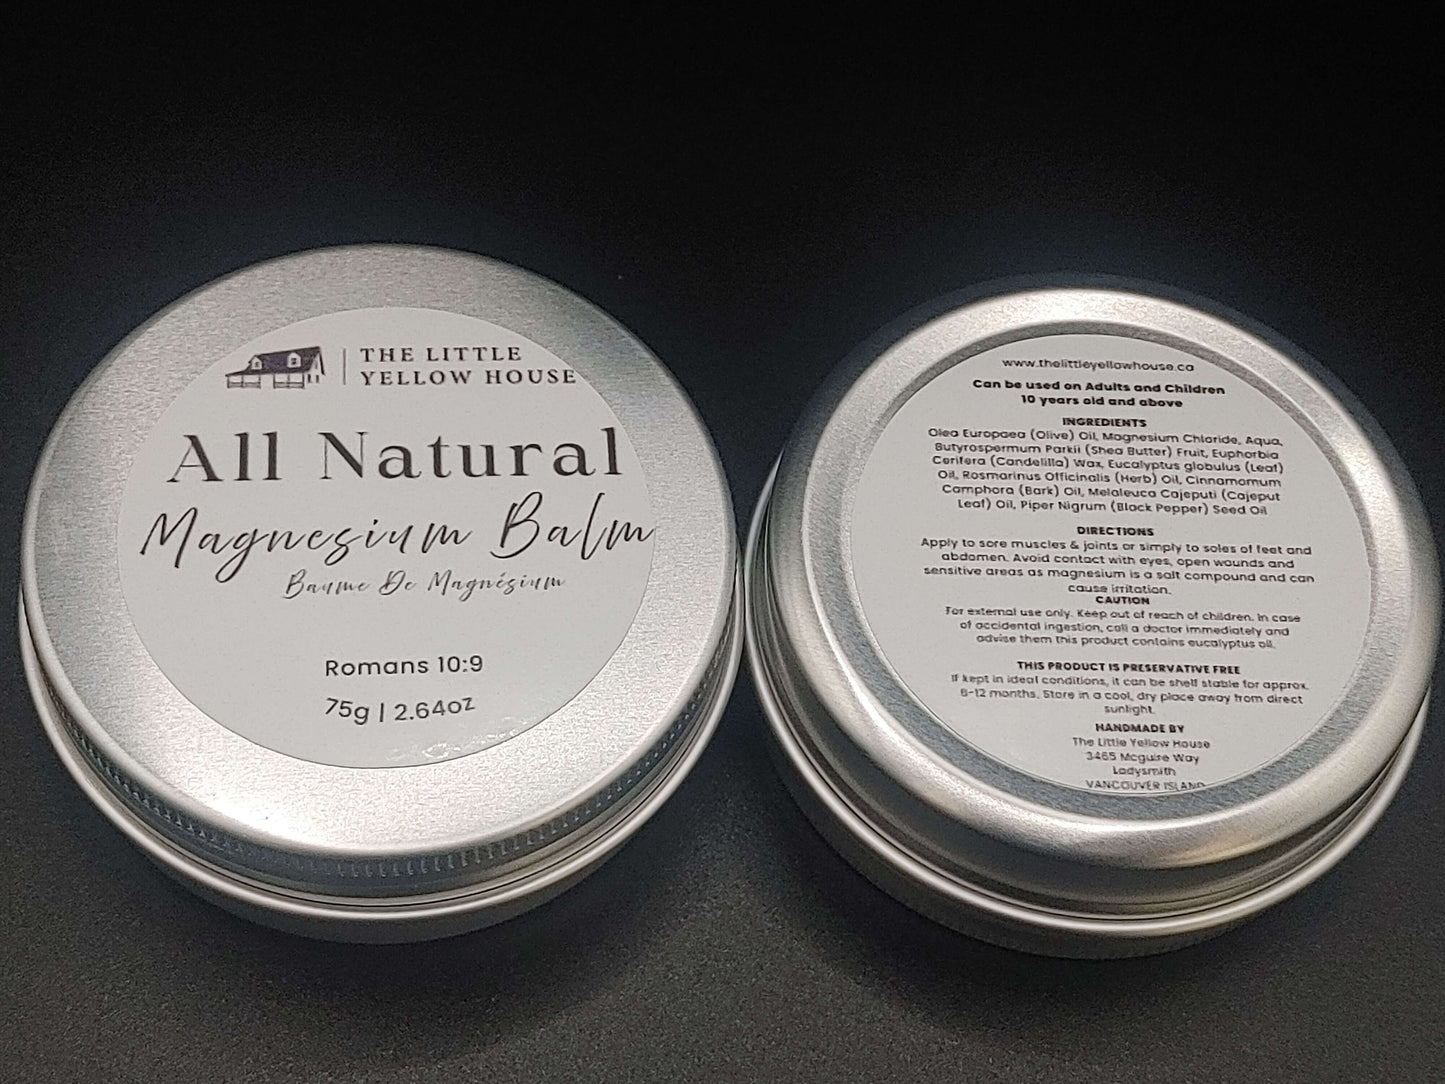 THE LITTLE
YELLOW HOUSE
All Natural
Magnesium Balm
Baume De Magnésium
Romans 10:9
75g | 2.64oz
www.thelittleyellowhouse.ca
Can be used on Adults and Children
10 years old and above
INGREDIENTS
Olea Europaea (Olive) Oil, Magnesium Chloride, Aqua,
Butyrospermum Parkii (Shea Butter) Fruit, Euphorbia
Cerifera (Candelilla) Wax, Eucalyptus globulus (Leaf)
Oil, Rosmarinus Officinalis (Herb) Oil, Cinnamomum
Camphora (Bark) Oil, Melaleuca Cajeputi (Cajeput
Leaf) Oil, Piper Nigrum (Black Pepper) Seed Oil
DIRECTIONS
Apply to sore muscles & joints or simply to soles of feet and
abdomen. Avoid contact with eyes, open wounds and
sensitive areas as magnesium is a salt compound and can
cause irritation.
CAUTION
For external use only. Keep out of reach of children. In case
of accidental ingestion, call a doctor immediately and
advise them this product contains eucalyptus oil.
THIS PRODUCT IS PRESERVATIVE FREE
If kept in ideal conditions, it can be shelf stable for approx.
6-12 months. Store in a cool, dry place away from direct
sunlight.
HANDMADE BY
The Little Yellow House
3465 Mcguire Way
Ladysmith
VANCOUVER ISLAND